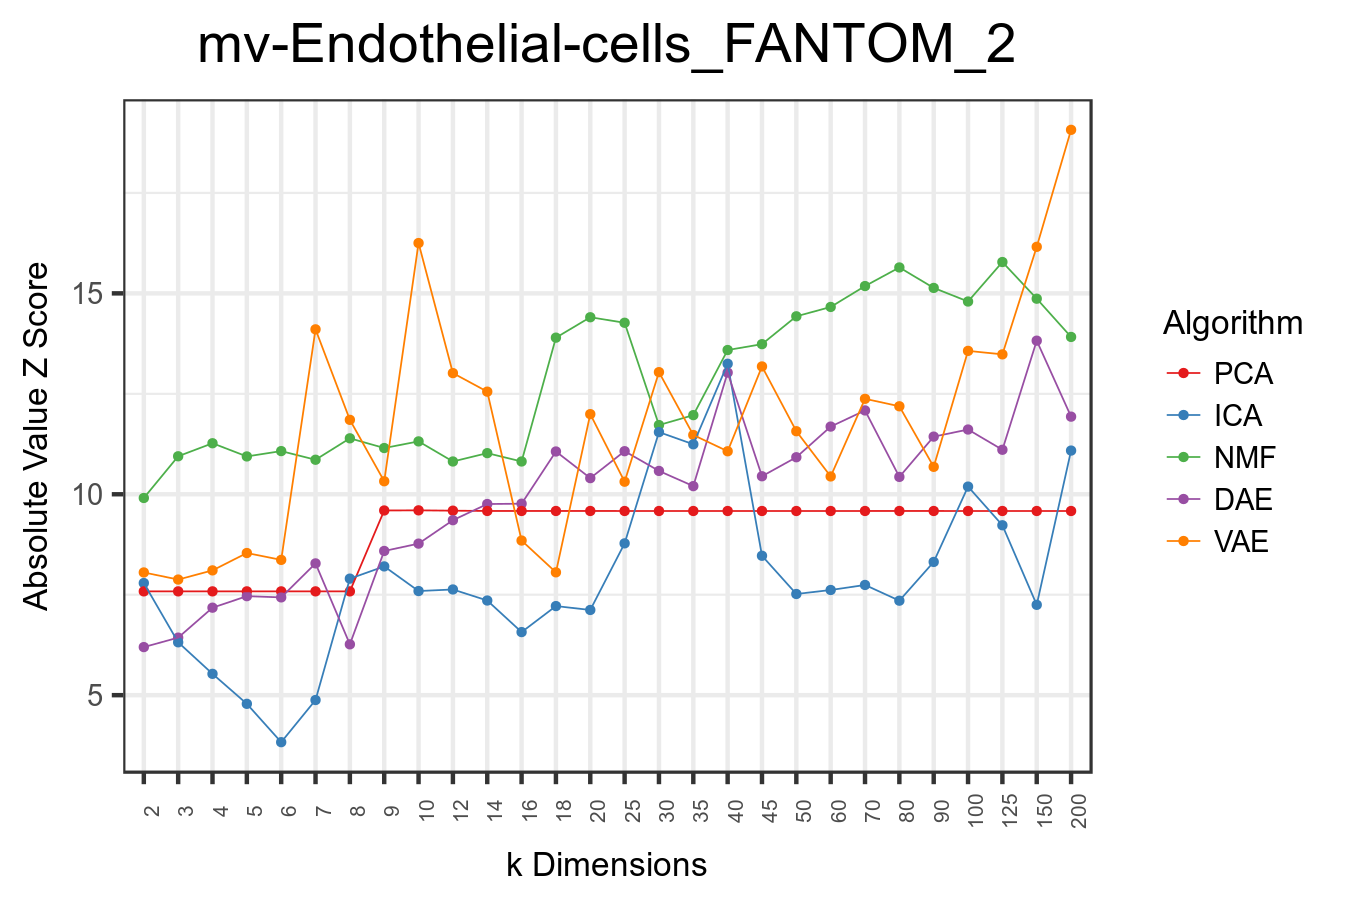 mv-Endothelial-cells_FANTOM_2
Absolute Value Z Score
15
10
5
2 3 4 5 6 7 8 9 10 12 14 16 18 20 25 30 35 40 45 50 60 70 80 90 100 125 150 200
k Dimensions
Algorithm
PCA
ICA
NMF
DAE
VAE